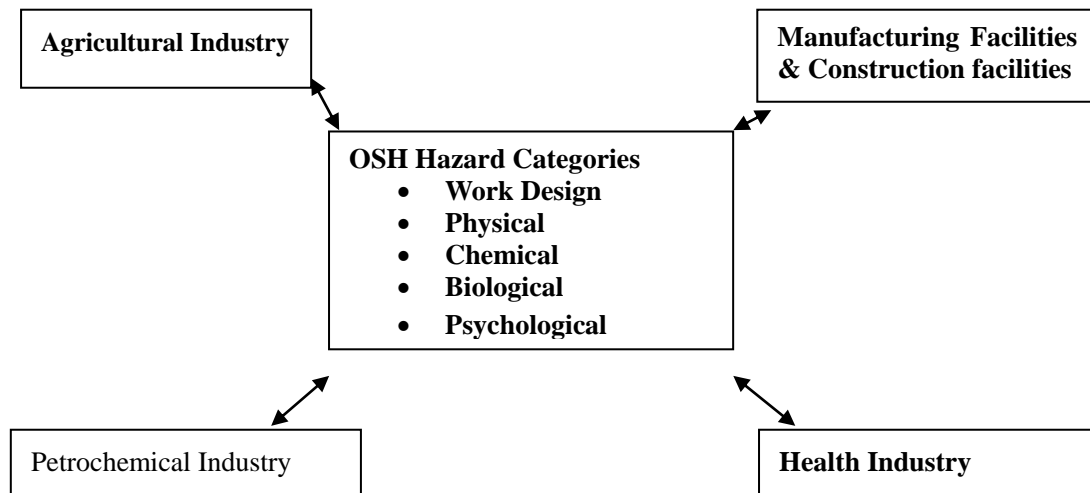 Agricultural Industry
Manufacturing Facilities
& Construction facilities
OSH Hazard Categories
• Work Design
• Physical
• Chemical
• Biological
• Psychological
Petrochemical Industry
Health Industry